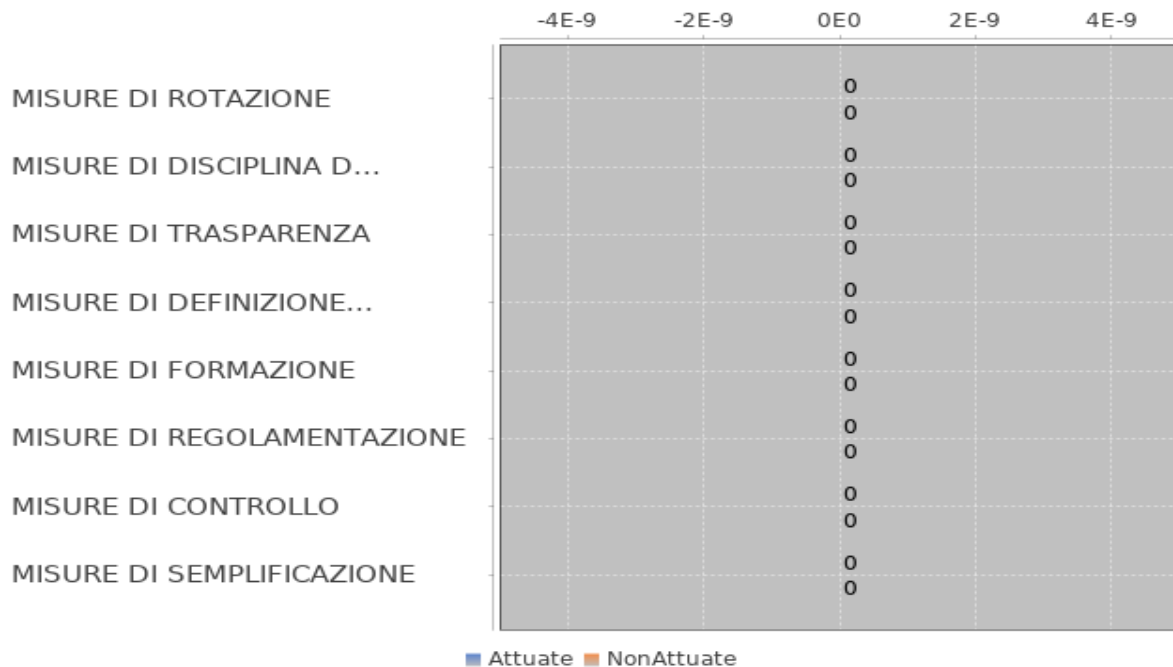 -4E-9 -2E-9 0E0 2E-9 4E-9
MISURE DI ROTAZIONE 0
0
MISURE DI DISCIPLINA D... 0
0
MISURE DI TRASPARENZA 0
0
MISURE DI DEFINIZIONE... 0
0
MISURE DI FORMAZIONE 0
0
MISURE DI REGOLAMENTAZIONE 0
0
MISURE DI CONTROLLO 0
0
MISURE DI SEMPLIFICAZIONE 0
0
Attuate NonAttuate